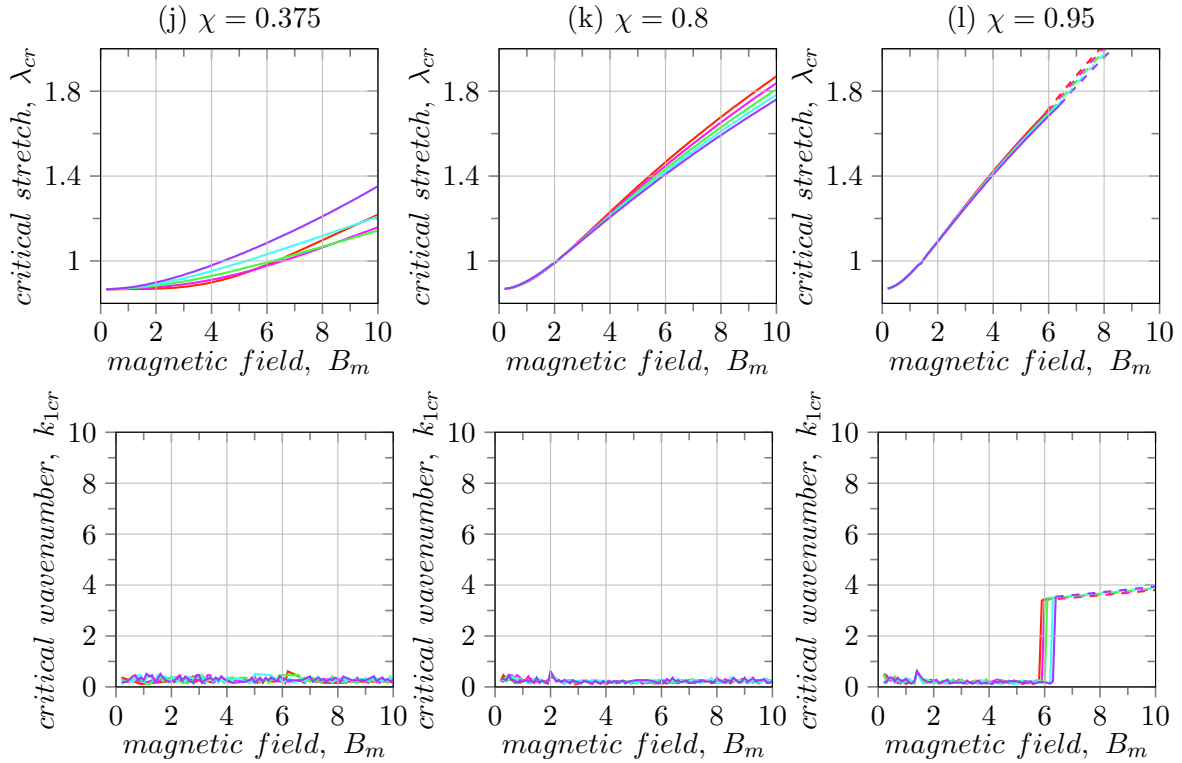 (j) χ = 0.375
(k) χ = 0.8
(l) χ = 0.95
critical stretch, λcr
1.8
1.4
1
0 2 4 6 8 10
magnetic field, Bm
critical stretch, λcr
1.8
1.4
1
0 2 4 6 8 10
magnetic field, Bm
critical stretch, λcr
1.8
1.4
1
0 2 4 6 8 10
magnetic field, Bm
critical wavenumber, k1cr
10
8
6
4
2
0
0 2 4 6 8 10
magnetic field, Bm
critical wavenumber, k1cr
10
8
6
4
2
0
0 2 4 6 8 10
magnetic field, Bm
critical wavenumber, k1cr
10
8
6
4
2
0
0 2 4 6 8 10
magnetic field, Bm